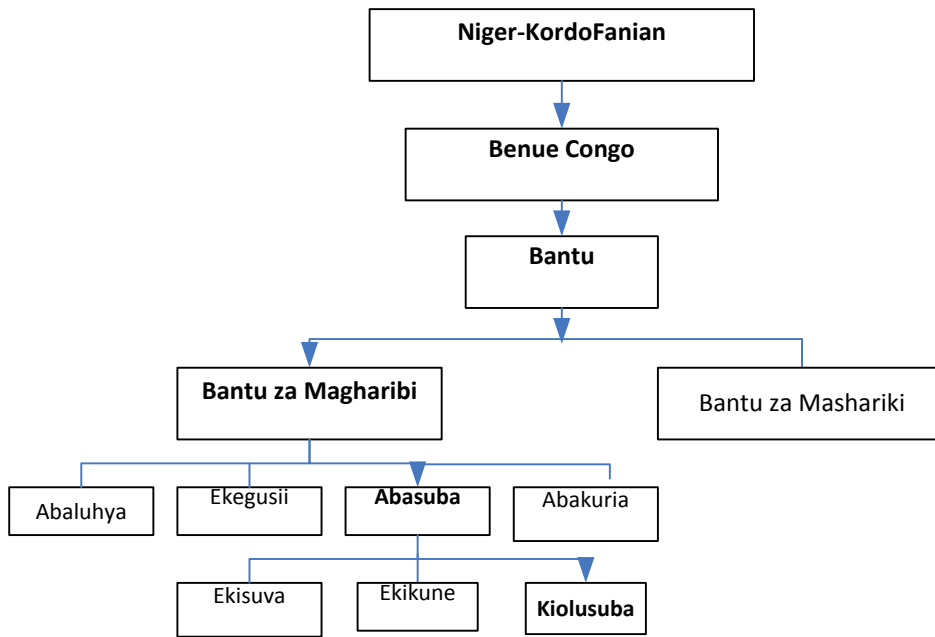 Niger-KordoFanian
Benue Congo
Bantu
Bantu za Magharibi
Bantu za Mashariki
Abaluhya
Ekegusii
Abasuba
Abakuria
Ekisuva
Ekikune
Kiolusuba